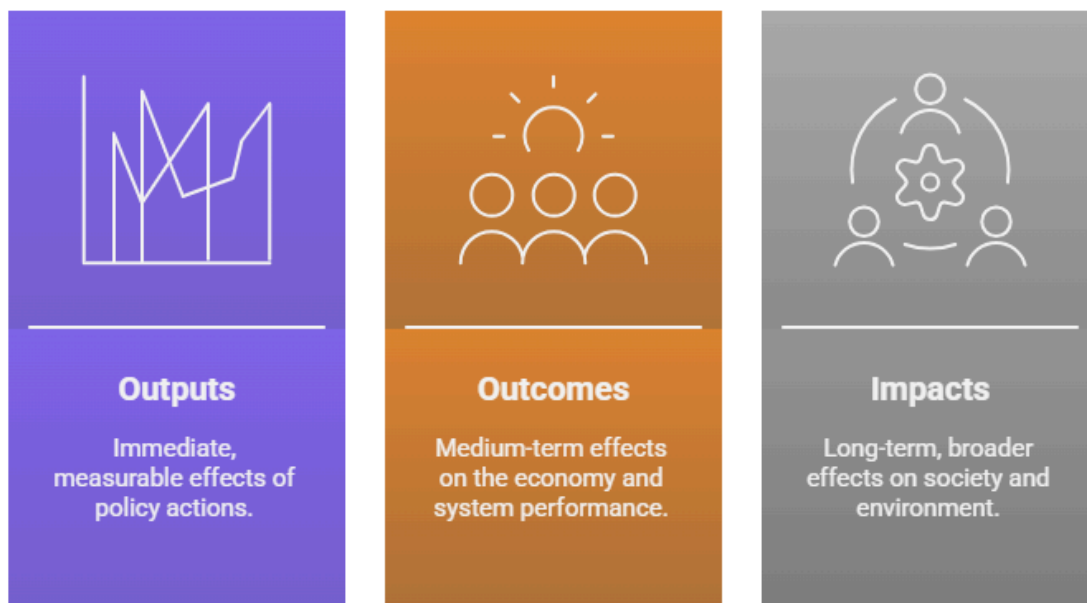 Outputs
Immediate,
measurable effects of
policy actions.
Outcomes
Medium-term effects
on the economy and
system performance.
Impacts
Long-term, broader
effects on society and
environment.